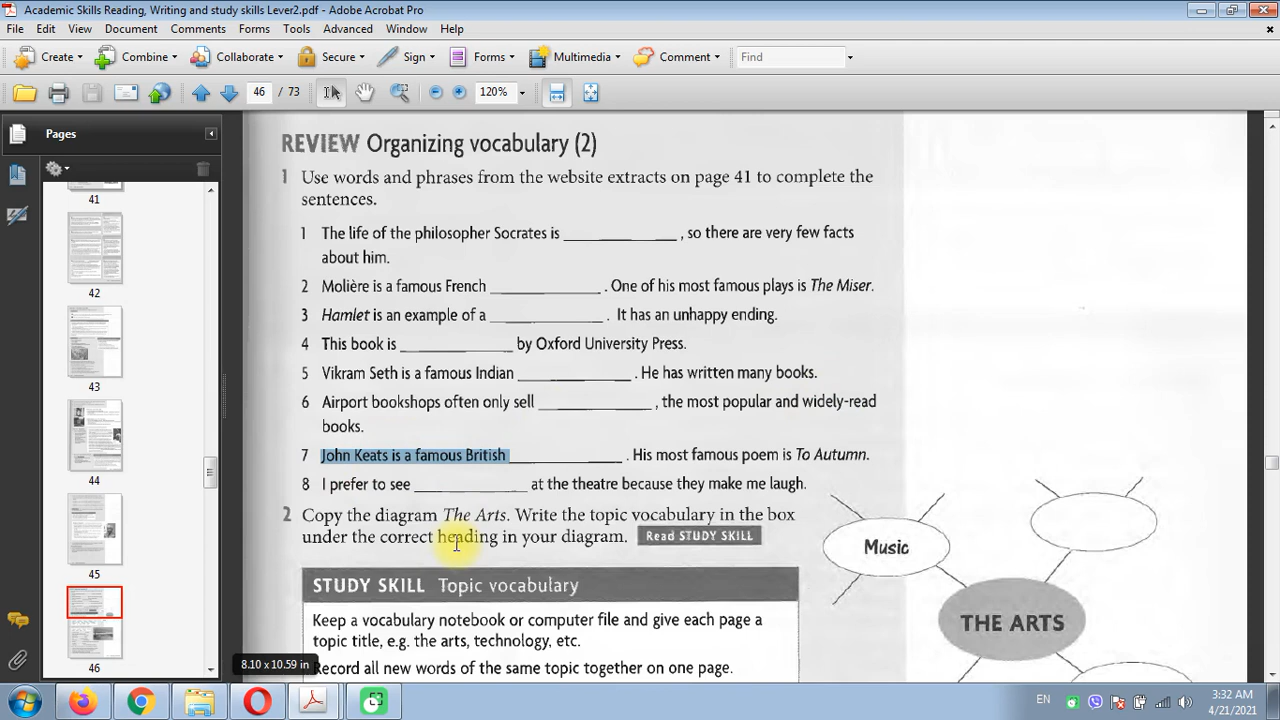 Academic Skills Reading, Writing and study skills Lever2.pdf - Adobe Acrobat Pro
File Edit View Document Comments Forms Tools Advanced Window Help
Create Combine Collaborate Secure Sign Forms Multimedia Comment Find
46 / 73 120%
Pages
41
42
43
44
45
46
8.10 x 10.59 in
REVIEW Organizing vocabulary (2)
1 Use words and phrases from the website extracts on page 41 to complete the
sentences.
1 The life of the philosopher Socrates is ____________ , so there are very few facts
about him.
2 Molière is a famous French ____________ . One of his most famous plays is The Miser.
3 Hamlet is an example of a ____________ . It has an unhappy ending.
4 This book is ____________ by Oxford University Press.
5 Vikram Seth is a famous Indian ____________ . He has written many books.
6 Airport bookshops often only sell ____________ , the most popular and widely-read
books.
7 John Keats is a famous British ____________ . His most famous poem is To Autumn.
8 I prefer to see ____________ at the theatre because they make me laugh.
2 Copy the diagram The Arts. Write the topic vocabulary in the box
under the correct heading in your diagram. Read STUDY SKILL
STUDY SKILL Topic vocabulary
Keep a vocabulary notebook or computer file and give each page a
topic title, e.g. the arts, technology, etc.
Record all new words of the same topic together on one page.
Music
THE ARTS
EN
3:32 AM
4/21/2021